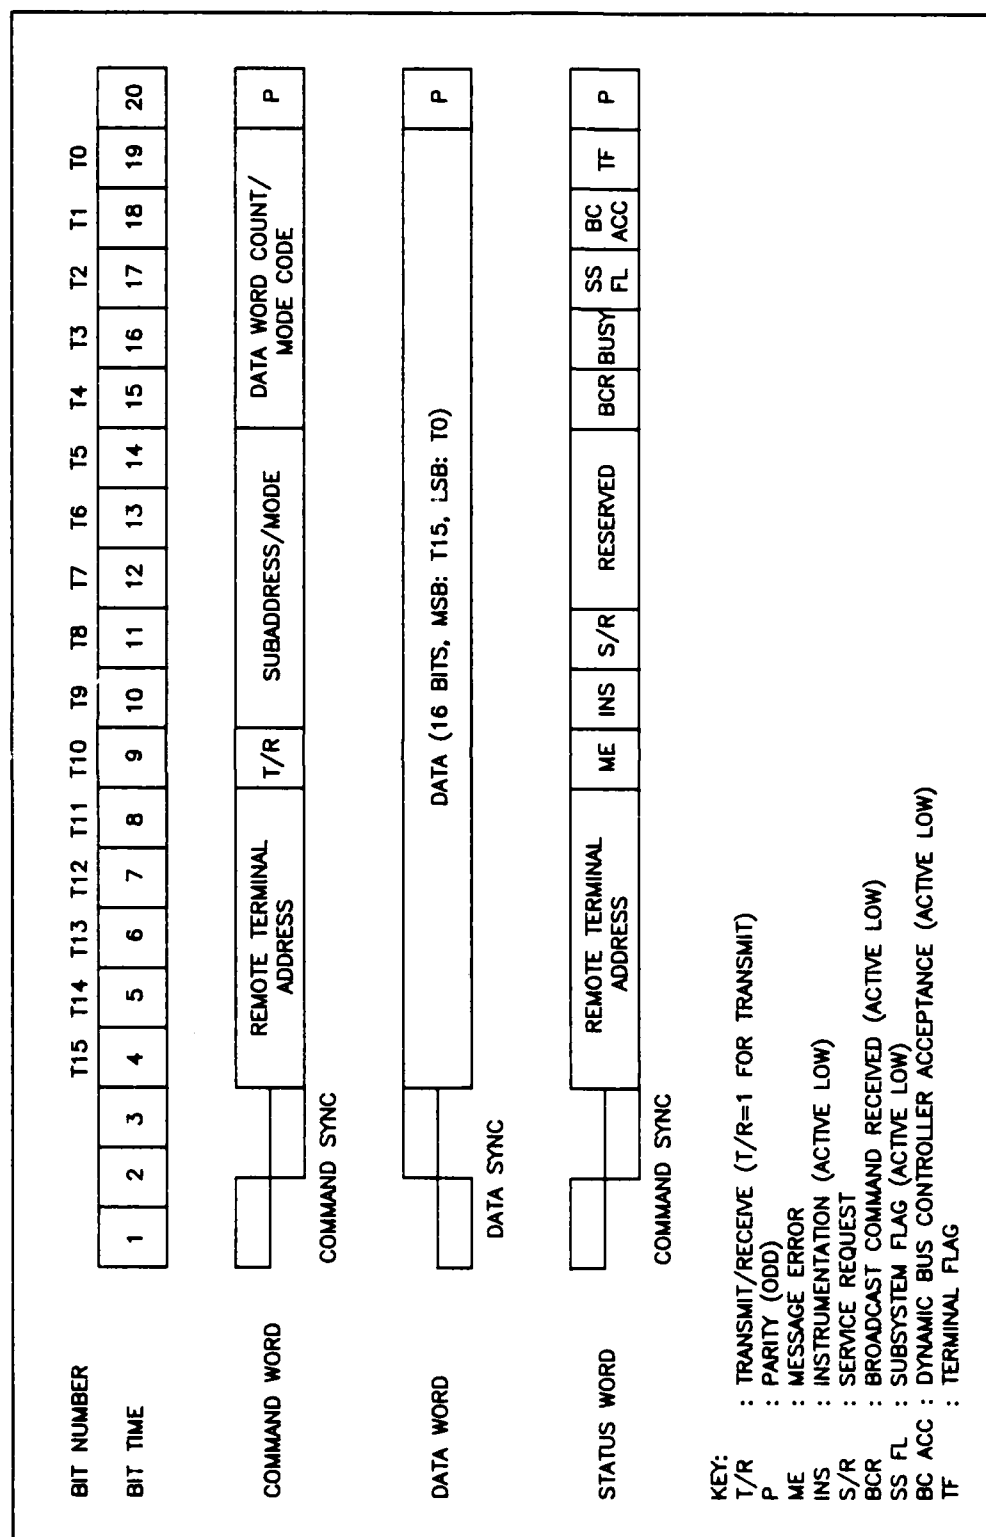 BIT NUMBER T15 T14 T13 T12 T11 T10 T9 T8 T7 T6 T5 T4 T3 T2 T1 T0
BIT TIME 1 2 3 4 5 6 7 8 9 10 11 12 13 14 15 16 17 18 19 20
COMMAND WORD
REMOTE TERMINAL
ADDRESS
T/R
SUBADDRESS/MODE
DATA WORD COUNT/
MODE CODE
P
COMMAND SYNC
DATA WORD
DATA (16 BITS, MSB: T15, LSB: T0)
P
DATA SYNC
STATUS WORD
REMOTE TERMINAL
ADDRESS
ME
INS
S/R
RESERVED
BCR
BUSY
SS
FL
BC
ACC
TF
P
COMMAND SYNC
KEY:
T/R : TRANSMIT/RECEIVE (T/R=1 FOR TRANSMIT)
P : PARITY (ODD)
ME : MESSAGE ERROR
INS : INSTRUMENTATION (ACTIVE LOW)
S/R : SERVICE REQUEST
BCR : BROADCAST COMMAND RECEIVED (ACTIVE LOW)
SS FL : SUBSYSTEM FLAG (ACTIVE LOW)
BC ACC : DYNAMIC BUS CONTROLLER ACCEPTANCE (ACTIVE LOW)
TF : TERMINAL FLAG